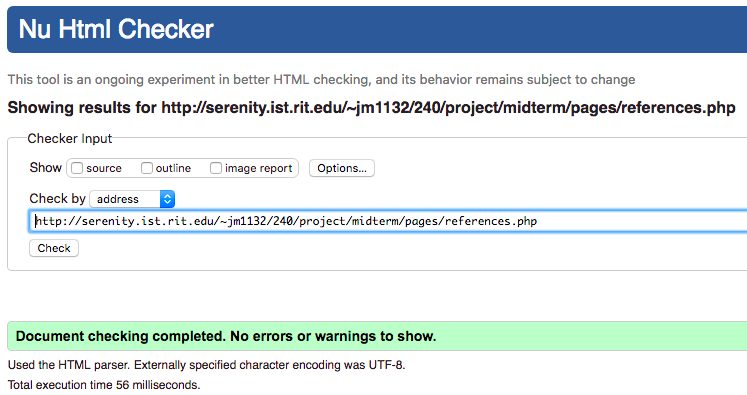 Nu Html Checker
This tool is an ongoing experiment in better HTML checking, and its behavior remains subject to change
Showing results for http://serenity.ist.rit.edu/~jm1132/240/project/midterm/pages/references.php
Checker Input
Show source outline image report Options...
Check by address
http://serenity.ist.rit.edu/~jm1132/240/project/midterm/pages/references.php
Check
Document checking completed. No errors or warnings to show.
Used the HTML parser. Externally specified character encoding was UTF-8.
Total execution time 56 milliseconds.